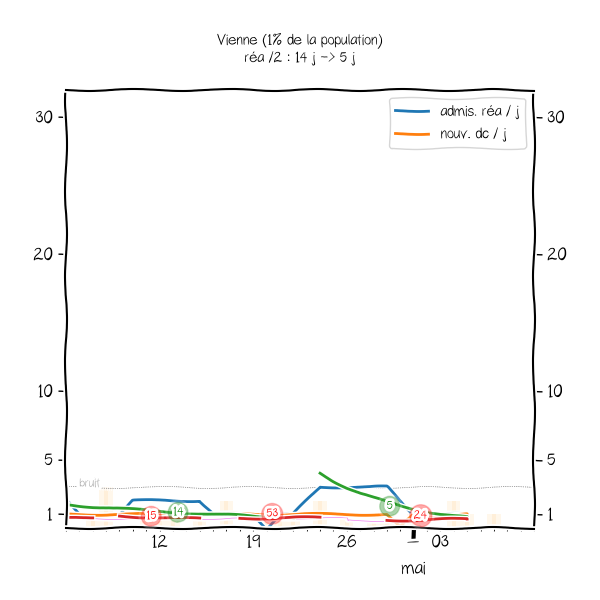 Vienne (1% de la population)
réa /2 : 14 j -> 5 j
admis. réa / j
nouv. dc / j
30 30
20 20
10 10
5 5
bruit
1 1
15 14 53 5 24
12 19 26 03
mai